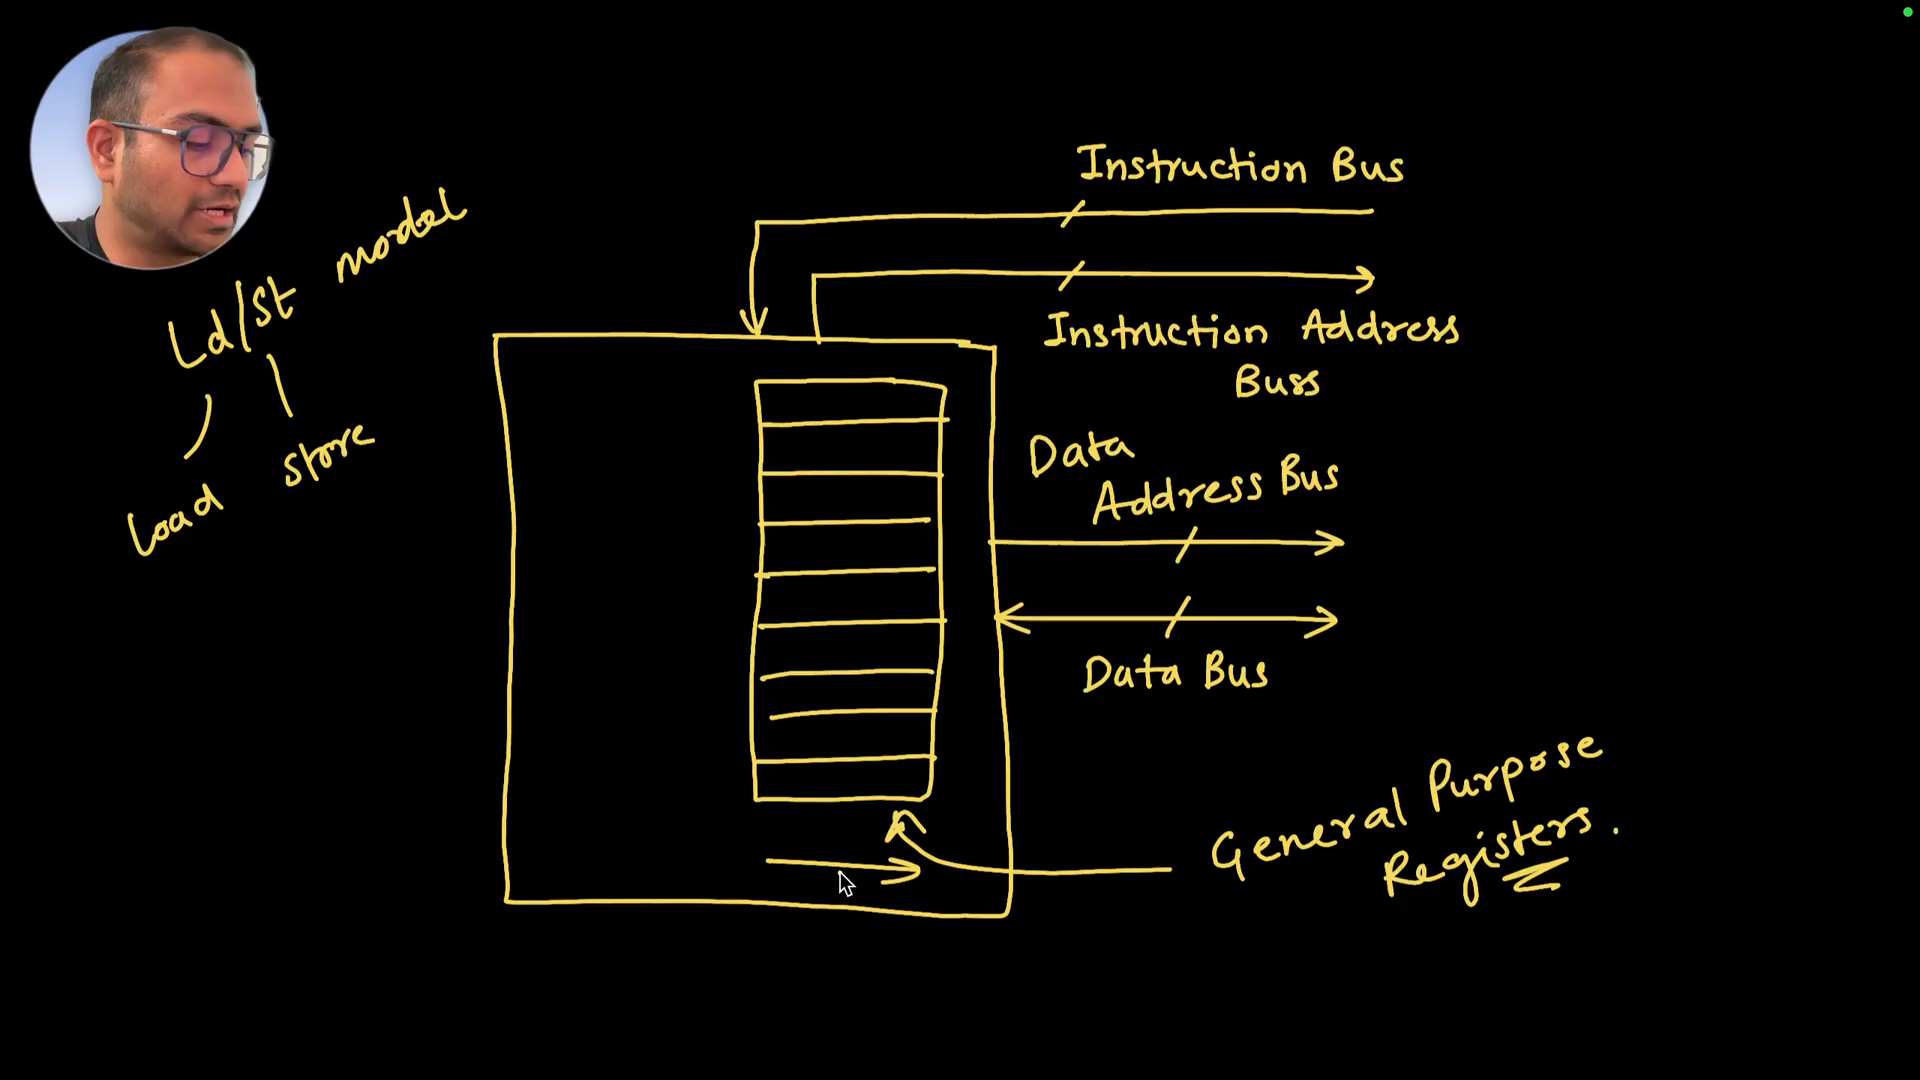 Instruction Bus
Instruction Address
Buss
Ld/St model
Load
store
Data
Address Bus
Data Bus
General Purpose
Registers.